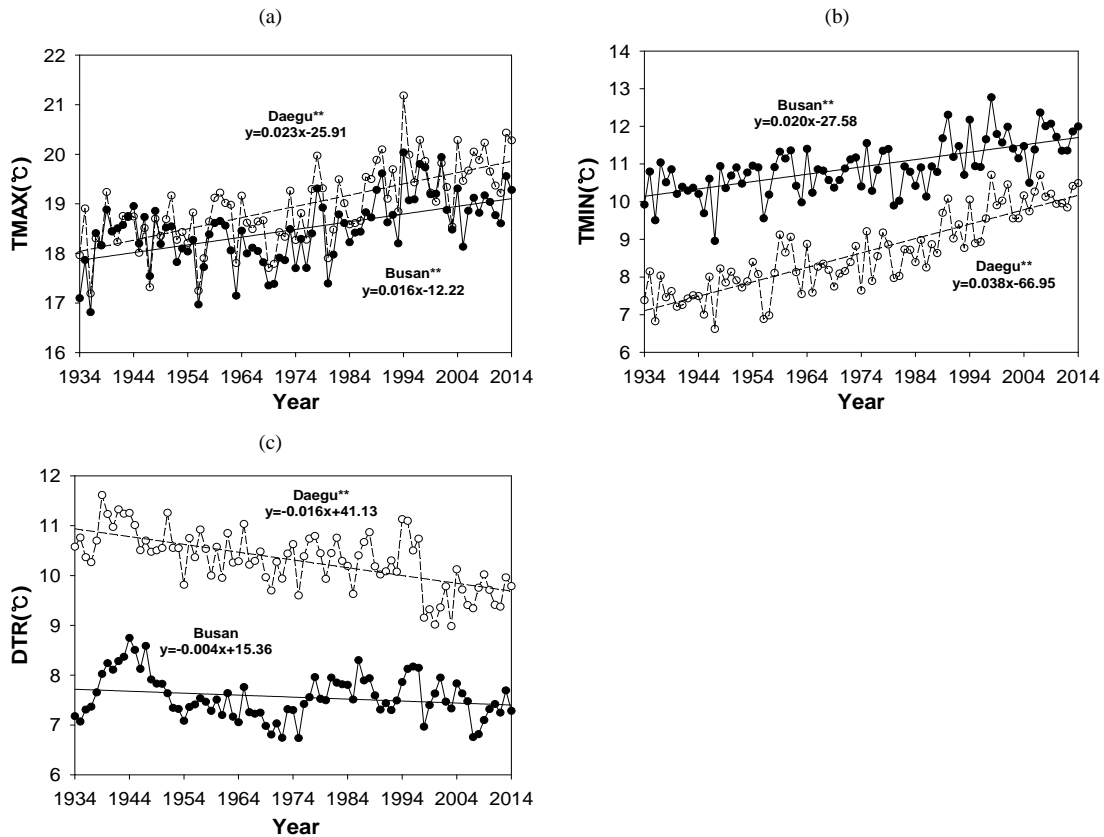 (a)
22
21
20
19
18
17
16
TMAX(℃)
Daegu**
y=0.023x-25.91
Busan**
y=0.016x-12.22
1934 1944 1954 1964 1974 1984 1994 2004 2014
Year
(b)
14
13
12
11
10
9
8
7
6
TMIN(℃)
Busan**
y=0.020x-27.58
Daegu**
y=0.038x-66.95
1934 1944 1954 1964 1974 1984 1994 2004 2014
Year
(c)
12
11
10
9
8
7
6
DTR(℃)
Daegu**
y=-0.016x+41.13
Busan
y=-0.004x+15.36
1934 1944 1954 1964 1974 1984 1994 2004 2014
Year